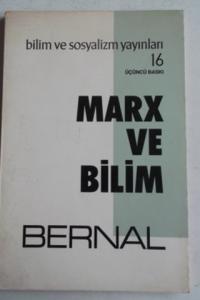 bilim ve sosyalizm yayınları
16
ÜÇÜNCÜ BASKI
MARX
VE
BİLİM
BERNAL